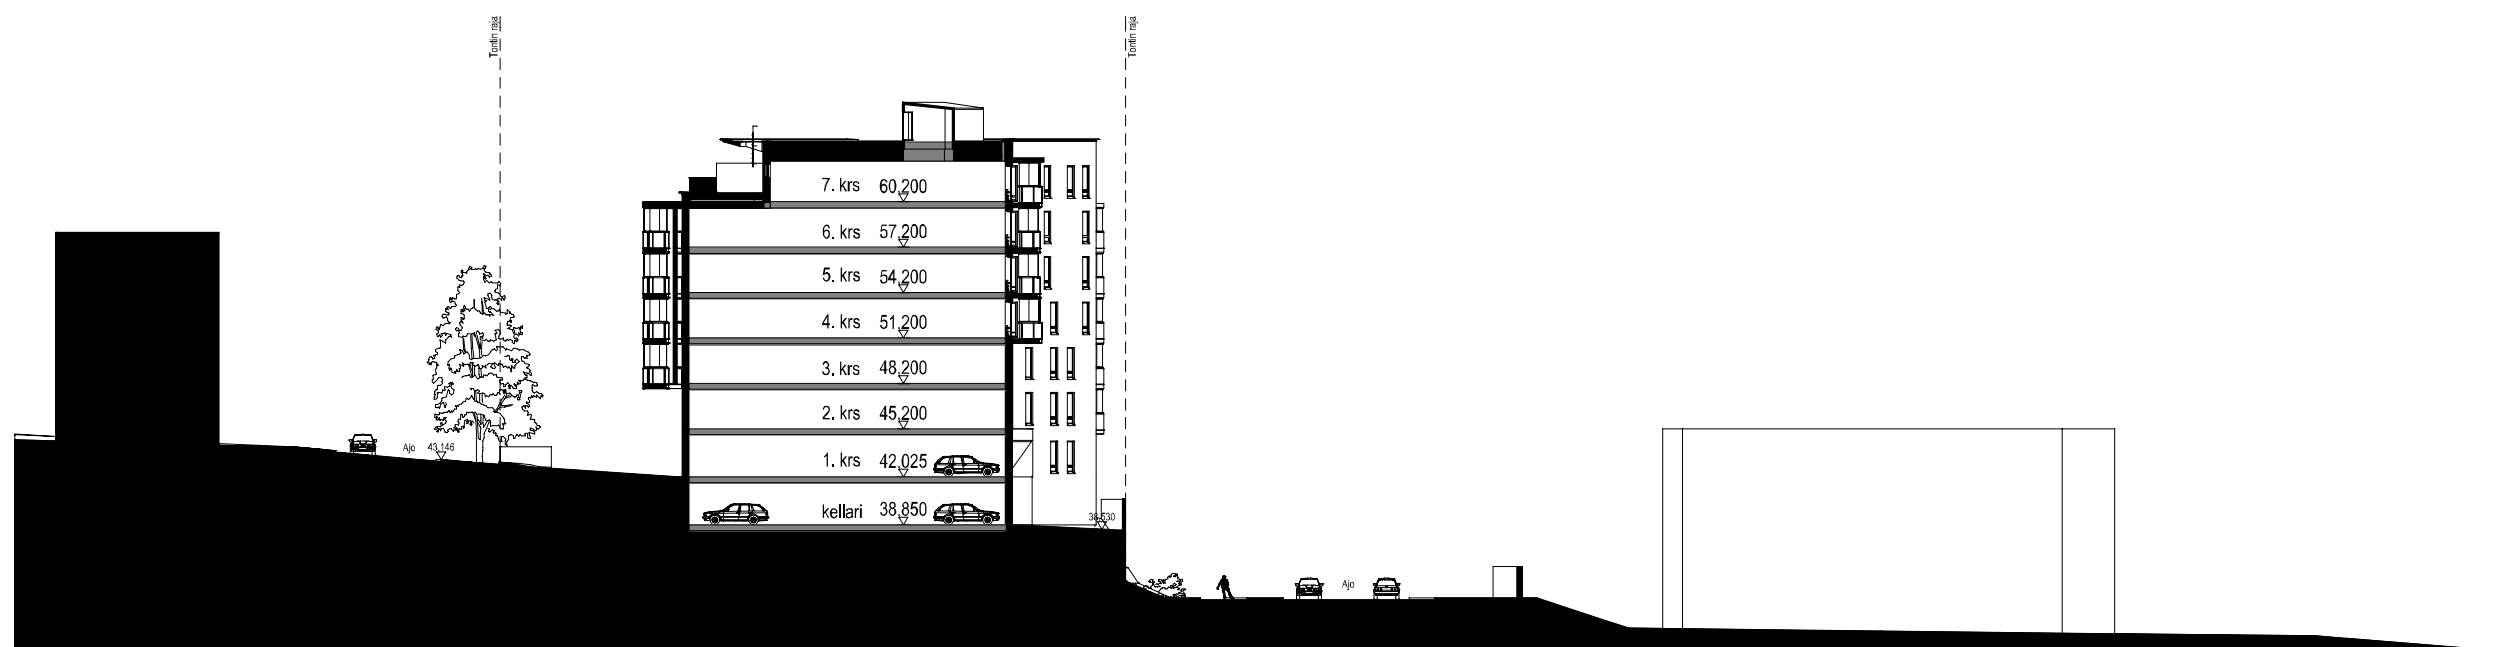 Tontin raja
Tontin raja
7. krs 60.200
6. krs 57.200
5. krs 54.200
4. krs 51.200
3. krs 48.200
2. krs 45.200
Ajo 43.146
1. krs 42.025
kellari 38.850
38.530
Ajo